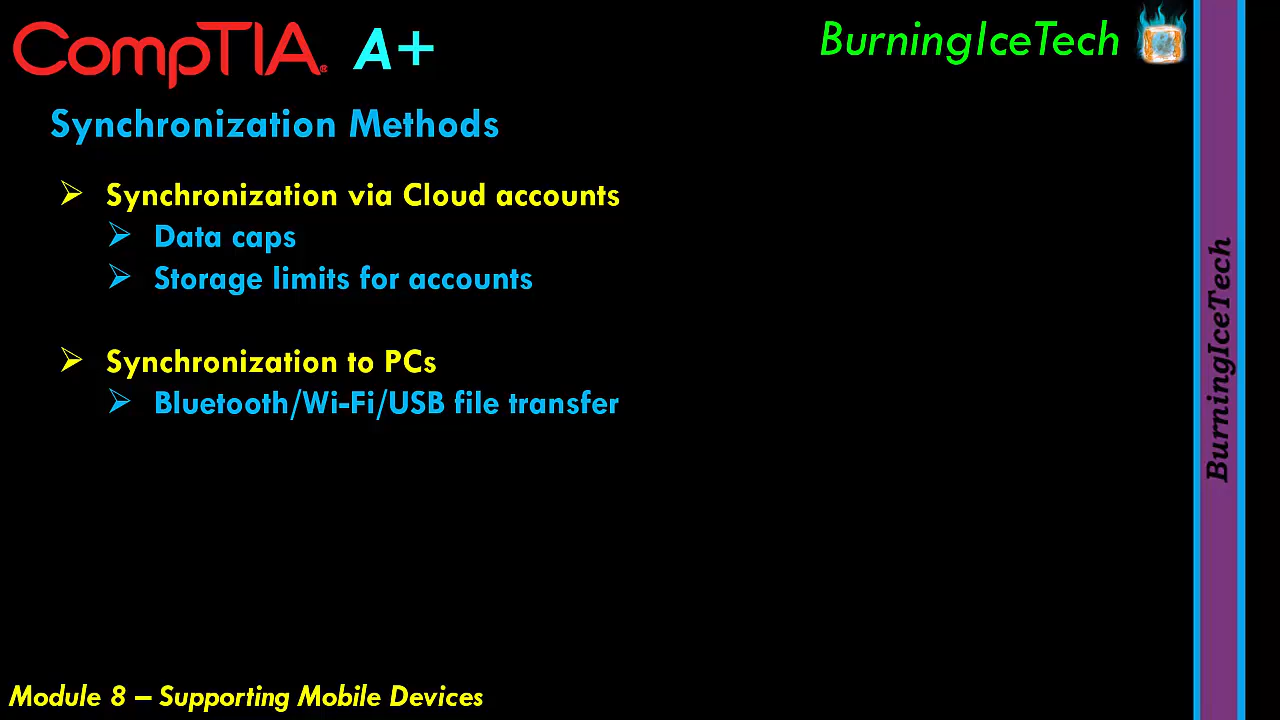 CompTIA® A+
BurningIceTech
Synchronization Methods
➢ Synchronization via Cloud accounts
➢ Data caps
➢ Storage limits for accounts
➢ Synchronization to PCs
➢ Bluetooth/Wi-Fi/USB file transfer
BurningIceTech
Module 8 – Supporting Mobile Devices